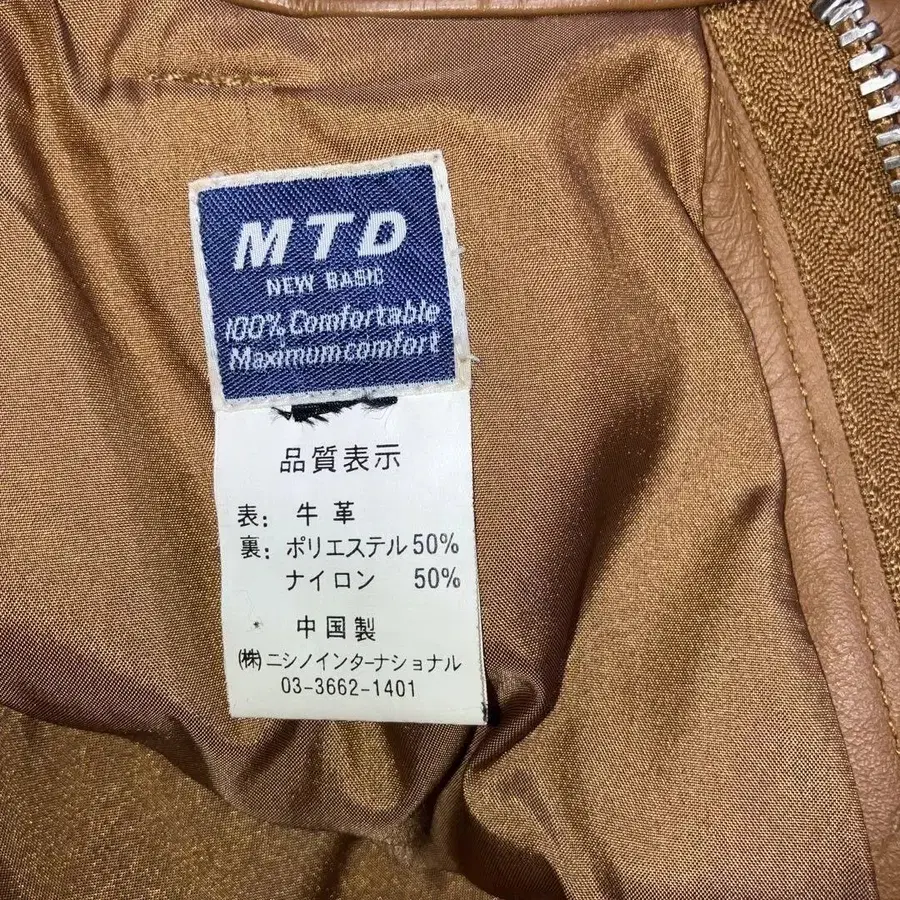 MTD
NEW BASIC
100% Comfortable
Maximum comfort
品質表示
表: 牛革
裏: ポリエステル 50%
ナイロン 50%
中国製
㈱ニシノインターナショナル
03-3662-1401